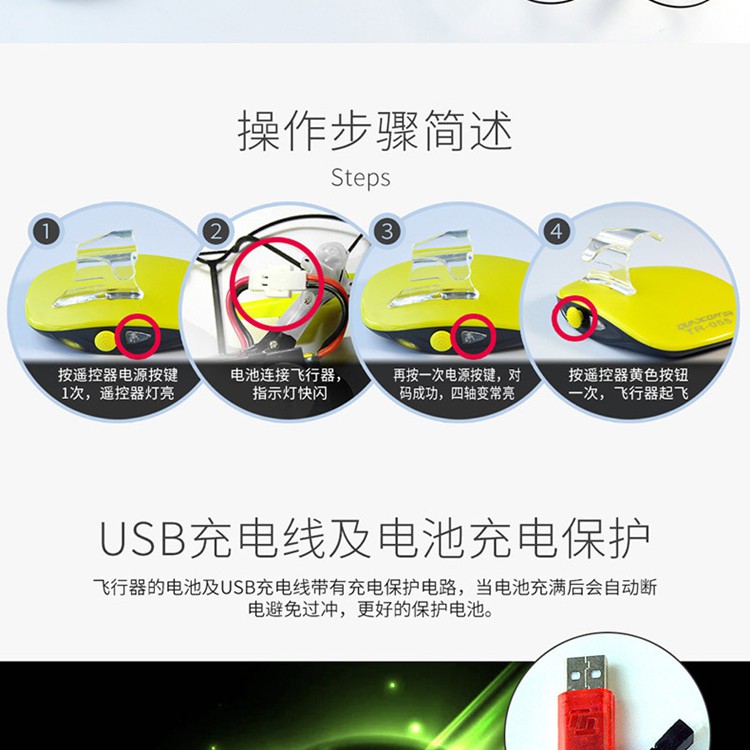 操作步骤简述
Steps
1
2
3
4
TR-055
按遥控器电源按键
1次，遥控器灯亮
电池连接飞行器，
指示灯快闪
再按一次电源按键，对
码成功，四轴变常亮
按遥控器黄色按钮
一次，飞行器起飞
USB充电线及电池充电保护
飞行器的电池及USB充电线带有充电保护电路，当电池充满后会自动断
电避免过冲，更好的保护电池。